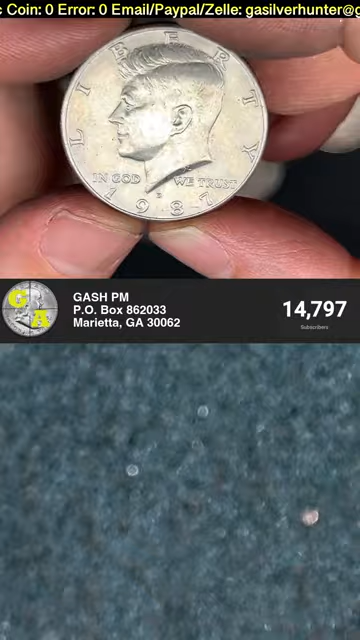 c Coin: 0 Error: 0 Email/Paypal/Zelle: gasilverhunter@g
LIBERTY
IN GOD WE TRUST
D
1987
GA
GASH PM
P.O. Box 862033
Marietta, GA 30062
14,797
Subscribers